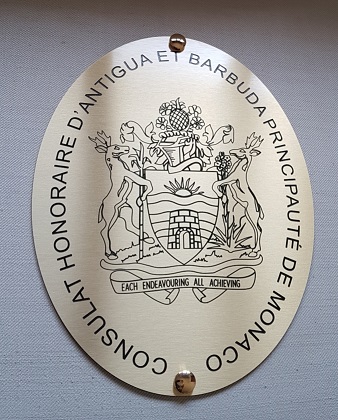 CONSULAT HONORAIRE D'ANTIGUA ET BARBUDA PRINCIPAUTÉ DE MONACO
EACH ENDEAVOURING ALL ACHIEVING